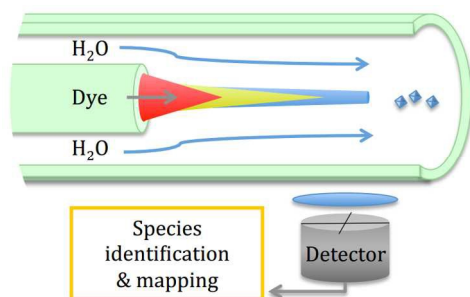 H₂O
Dye
H₂O
Species
identification
& mapping
Detector